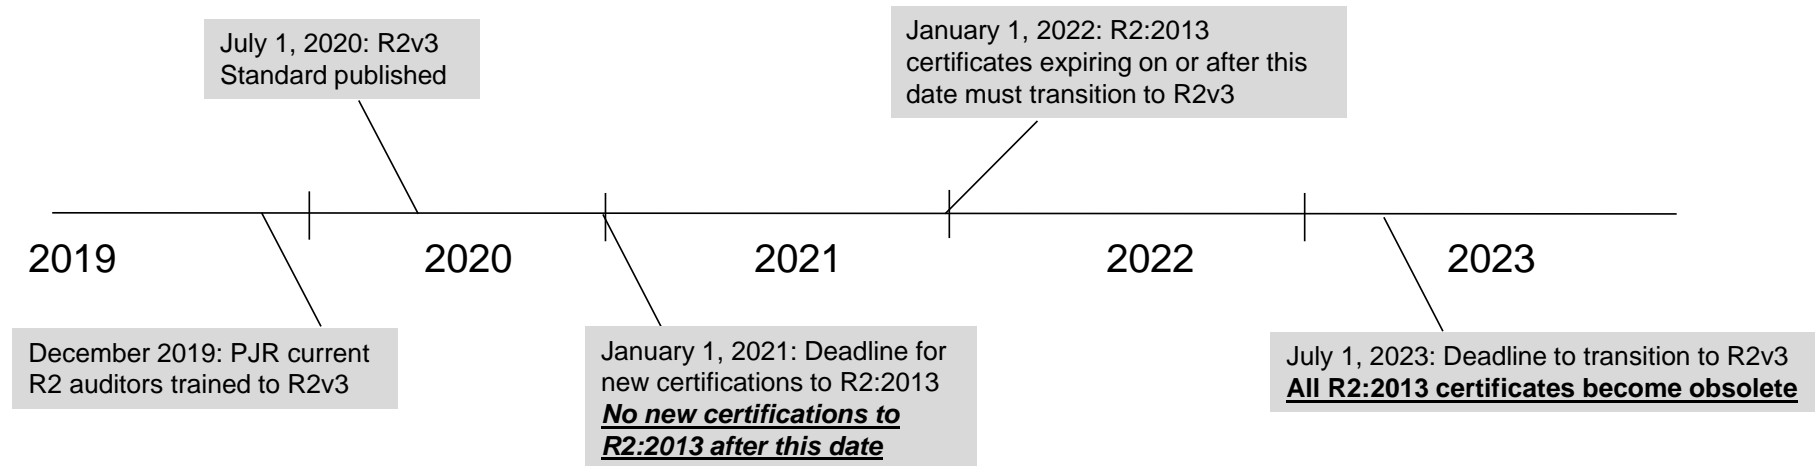 July 1, 2020: R2v3
Standard published
January 1, 2022: R2:2013
certificates expiring on or after this
date must transition to R2v3
2019
2020
2021
2022
2023
December 2019: PJR current
R2 auditors trained to R2v3
January 1, 2021: Deadline for
new certifications to R2:2013
No new certifications to
R2:2013 after this date
July 1, 2023: Deadline to transition to R2v3
All R2:2013 certificates become obsolete